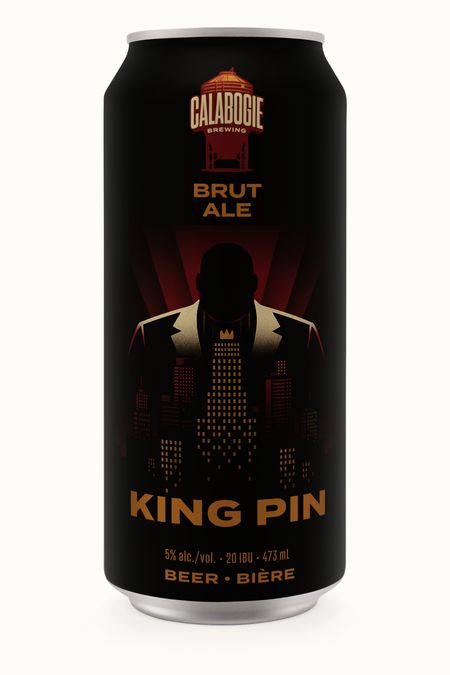 CALABOGIE
BREWING
BRUT
ALE
KING PIN
5% alc./vol. • 20 IBU • 473 mL
BEER • BIÈRE